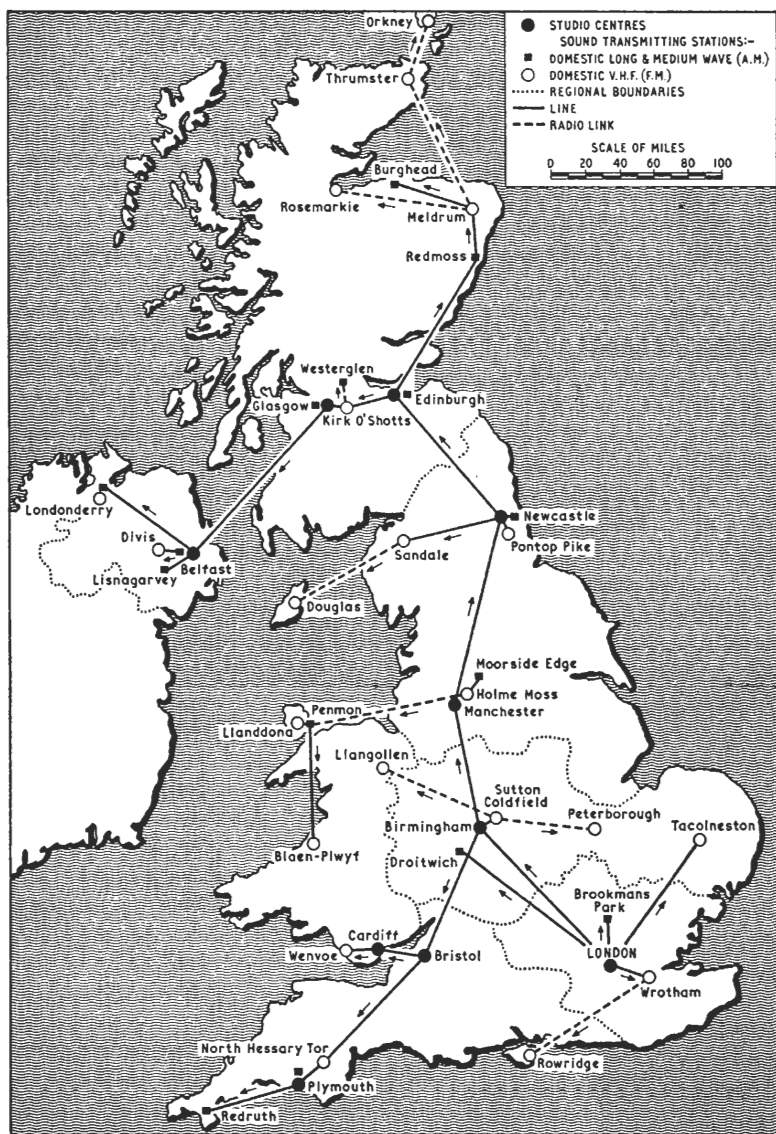 Orkney
STUDIO CENTRES
SOUND TRANSMITTING STATIONS:-
DOMESTIC LONG & MEDIUM WAVE (A.M.)
DOMESTIC V.H.F. (F.M.)
REGIONAL BOUNDARIES
LINE
RADIO LINK
SCALE OF MILES
0 20 40 60 80 100
Thrumster
Burghead
Rosemarkie
Meldrum
Redmoss
Westerglen
Glasgow
Edinburgh
Kirk O'Shotts
Londonderry
Divis
Lisnagarvey
Belfast
Newcastle
Pontop Pike
Sandale
Douglas
Moorside Edge
Holme Moss
Manchester
Penmon
Llanddona
Llangollen
Sutton
Coldfield
Peterborough
Tacolneston
Birmingham
Droitwich
Blaen-Plwyf
Brookmans
Park
Cardiff
Wenvoe
Bristol
LONDON
Wrotham
North Hessary Tor
Rowridge
Plymouth
Redruth